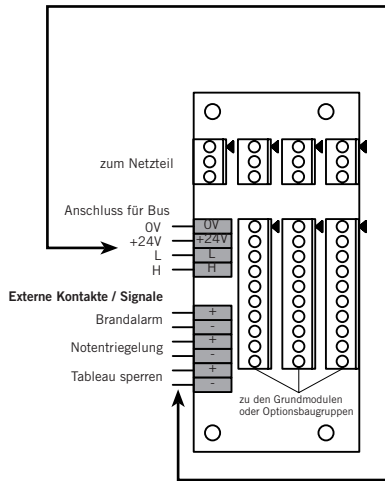 zum Netzteil
Anschluss für Bus
0V 0V
+24V +24V
L L
H H
Externe Kontakte / Signale
+
Brandalarm
-
+
Notentriegelung
-
+
Tableau sperren
-
zu den Grundmodulen
oder Optionsbaugruppen